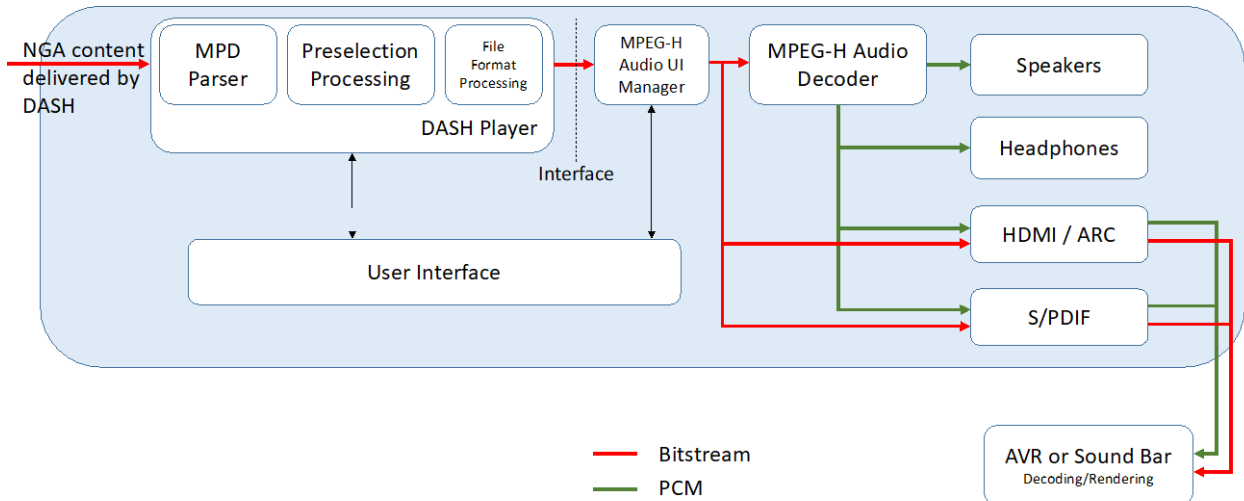 NGA content
delivered by
DASH
MPD
Parser
Preselection
Processing
File
Format
Processing
DASH Player
Interface
MPEG-H
Audio UI
Manager
MPEG-H Audio
Decoder
Speakers
Headphones
HDMI / ARC
S/PDIF
User Interface
Bitstream
PCM
AVR or Sound Bar
Decoding/Rendering